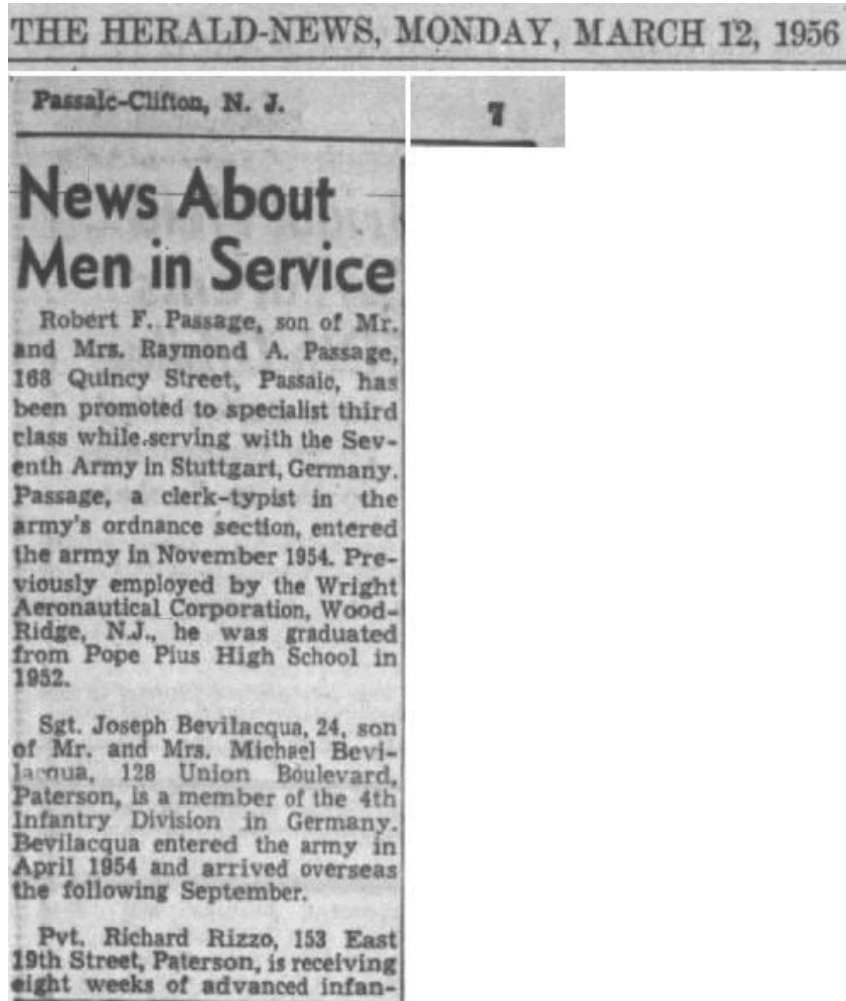 THE HERALD-NEWS, MONDAY, MARCH 12, 1956
Passaic-Clifton, N. J. 7
News About
Men in Service
Robert F. Passage, son of Mr.
and Mrs. Raymond A. Passage,
168 Quincy Street, Passaic, has
been promoted to specialist third
class while serving with the Sev-
enth Army in Stuttgart, Germany.
Passage, a clerk-typist in the
army's ordnance section, entered
the army in November 1954. Pre-
viously employed by the Wright
Aeronautical Corporation, Wood-
Ridge, N.J., he was graduated
from Pope Pius High School in
1952.
Sgt. Joseph Bevilacqua, 24, son
of Mr. and Mrs. Michael Bevi-
lacqua, 128 Union Boulevard,
Paterson, is a member of the 4th
Infantry Division in Germany.
Bevilacqua entered the army in
April 1954 and arrived overseas
the following September.
Pvt. Richard Rizzo, 153 East
19th Street, Paterson, is receiving
eight weeks of advanced infan-